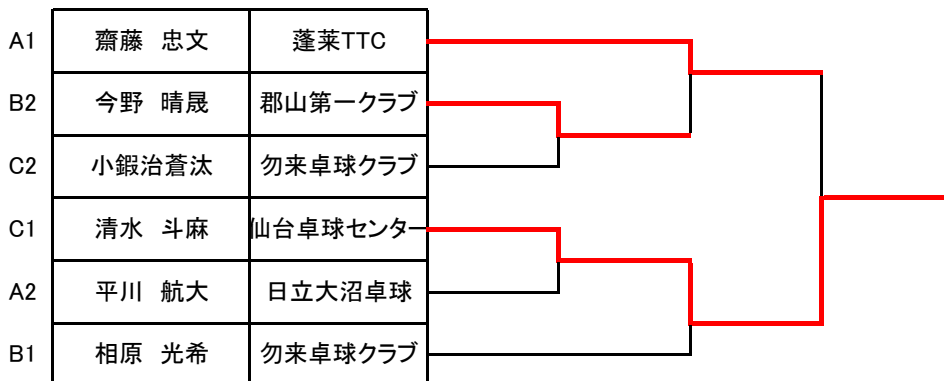 A1 齋藤 忠文 蓬莱TTC
B2 今野 晴晟 郡山第一クラブ
C2 小鍛治蒼汰 勿来卓球クラブ
C1 清水 斗麻 仙台卓球センター
A2 平川 航大 日立大沼卓球
B1 相原 光希 勿来卓球クラブ